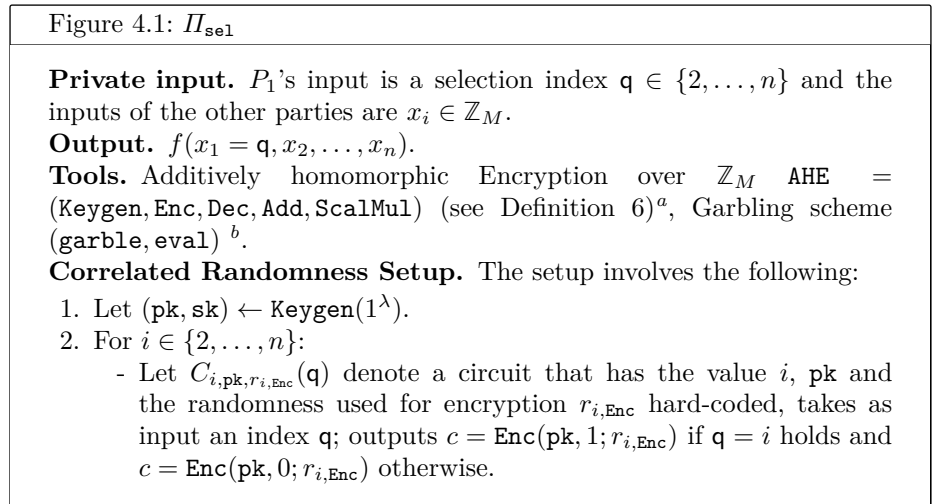 Figure 4.1: Π_sel
Private input. P₁'s input is a selection index q ∈ {2, . . . , n} and the
inputs of the other parties are xᵢ ∈ ℤ_M.
Output. f(x₁ = q, x₂, . . . , xₙ).
Tools. Additively homomorphic Encryption over ℤ_M AHE =
(Keygen, Enc, Dec, Add, ScalMul) (see Definition 6)ᵃ, Garbling scheme
(garble, eval) ᵇ.
Correlated Randomness Setup. The setup involves the following:
1. Let (pk, sk) ← Keygen(1^λ).
2. For i ∈ {2, . . . , n}:
- Let C_{i,pk,r_{i,Enc}}(q) denote a circuit that has the value i, pk and
the randomness used for encryption r_{i,Enc} hard-coded, takes as
input an index q; outputs c = Enc(pk, 1; r_{i,Enc}) if q = i holds and
c = Enc(pk, 0; r_{i,Enc}) otherwise.